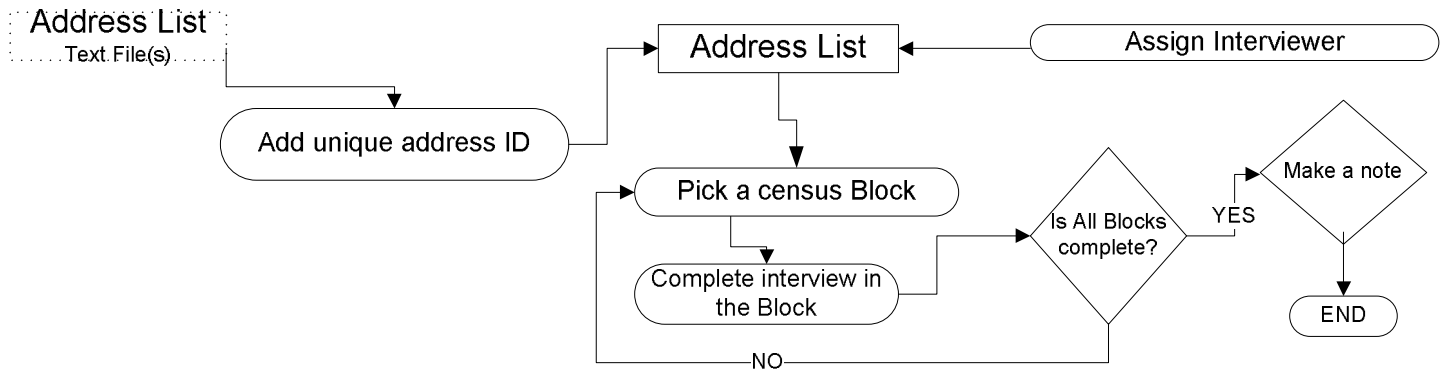 Address List
Text File(s)
Address List
Assign Interviewer
Add unique address ID
Pick a census Block
Make a note
YES
Is All Blocks
complete?
Complete interview in
the Block
END
NO